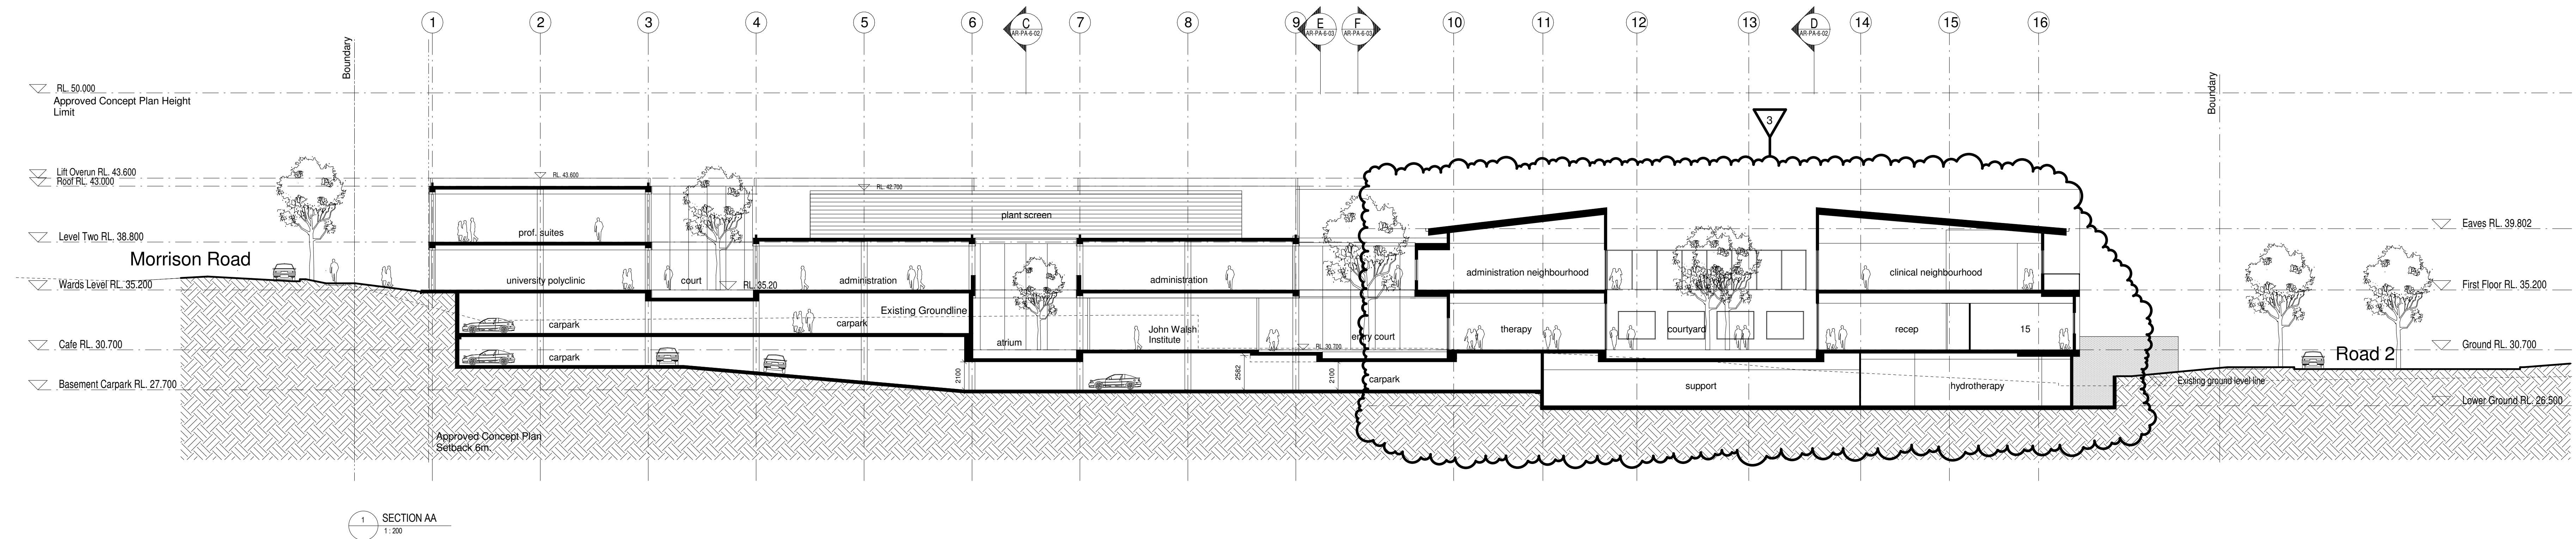 1 2 3 4 5 6 C 7 8 9 E F 10 11 12 13 D 14 15 16
AR-PA-6-02 AR-PA-6-03 AR-PA-6-03 AR-PA-6-02
Boundary
Boundary
RL. 50.000
Approved Concept Plan Height
Limit
3
Lift Overun RL. 43.600
Roof RL. 43.000
RL. 43.600
RL. 42.700
plant screen
Eaves RL. 39.802
prof. suites
Level Two RL. 38.800
Morrison Road
administration neighbourhood
clinical neighbourhood
university polyclinic
court
administration
administration
Wards Level RL. 35.200
RL. 35.20
First Floor RL. 35.200
Existing Groundline
carpark
carpark
John Walsh
Institute
therapy
courtyard
recep
15
entry court
atrium
Cafe RL. 30.700
RL. 30.700
Ground RL. 30.700
Road 2
carpark
2100
2582
2100
carpark
Basement Carpark RL. 27.700
support
hydrotherapy
Existing ground level line
Lower Ground RL. 26.500
Approved Concept Plan
Setback 6m.
1
SECTION AA
1 : 200